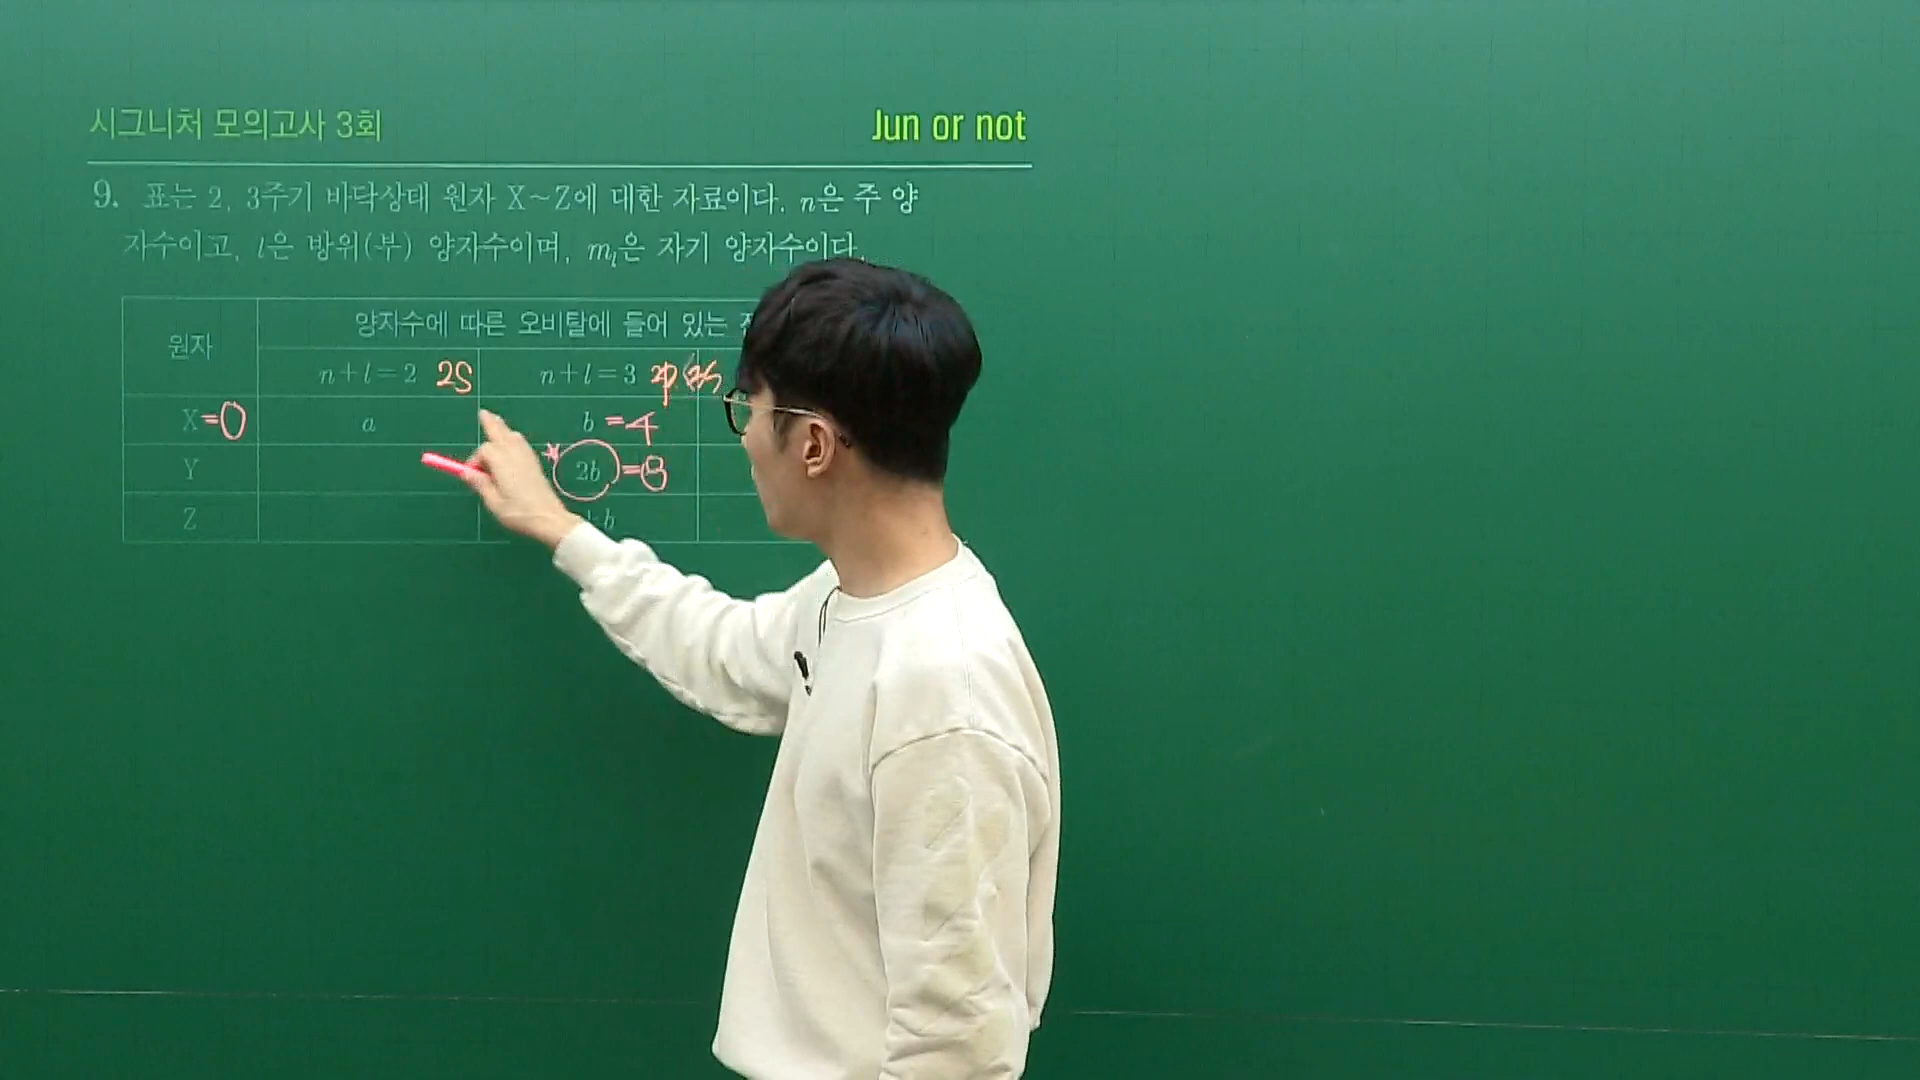 시그니처 모의고사 3회
Jun or not
9. 표는 2, 3주기 바닥상태 원자 X~Z에 대한 자료이다. n은 주 양
자수이고, l은 방위(부) 양자수이며, mₗ은 자기 양자수이다.
원자 양자수에 따른 오비탈에 들어 있는
n+l=2 2S n+l=3 2p
X=O a b=4
Y 2b=8
Z +b